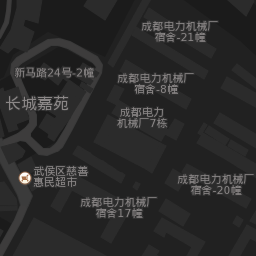 成都电力机械厂
宿舍-21幢
新马路24号-2幢
成都电力机械厂
宿舍-8幢
长城嘉苑
成都电力
机械厂7栋
武侯区慈善
惠民超市
成都电力机械厂
宿舍-20幢
成都电力机械厂
宿舍17幢